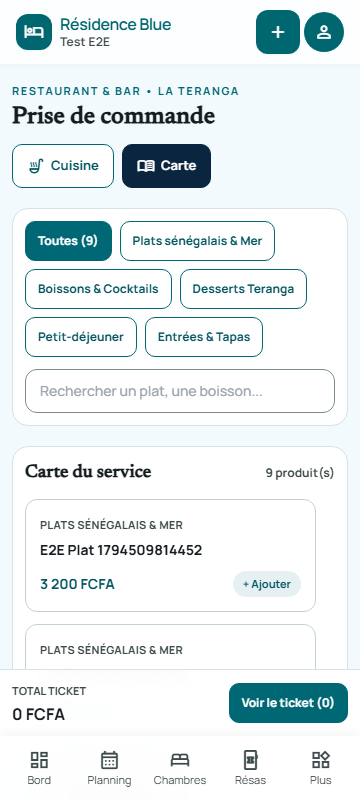 Résidence Blue
Test E2E
RESTAURANT & BAR • LA TERANGA
Prise de commande
Cuisine
Carte
Toutes (9)
Plats sénégalais & Mer
Boissons & Cocktails
Desserts Teranga
Petit-déjeuner
Entrées & Tapas
Rechercher un plat, une boisson...
Carte du service
9 produit(s)
PLATS SÉNÉGALAIS & MER
E2E Plat 1794509814452
3 200 FCFA
+ Ajouter
PLATS SÉNÉGALAIS & MER
TOTAL TICKET
0 FCFA
Voir le ticket (0)
Bord
Planning
Chambres
Résas
Plus